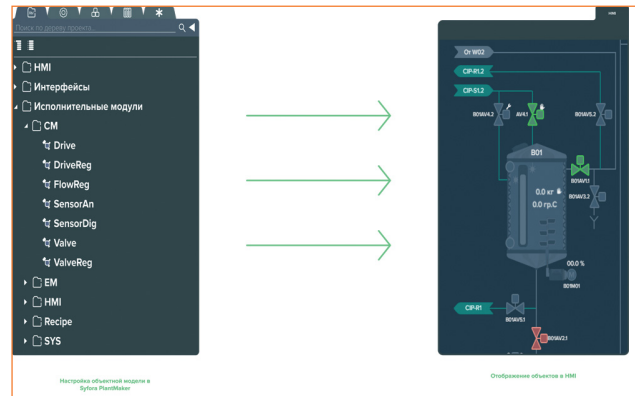 Поиск по дереву проекта...
HMI
Интерфейсы
Исполнительные модули
CM
Drive
DriveReg
FlowReg
SensorAn
SensorDig
Valve
ValveReg
EM
HMI
Recipe
SYS
Настройка объектной модели в
Syfora PlantMaker
HMI
От W02
CIP-R1.2
CIP-S1.2
B01AV4.2
AV4.1
B01AV5.2
B01
B01AV1.1
0.0 кг
0.0 гр.C
B01AV3.2
00.0 %
B01M01
CIP-R1
B01AV5.1
B01AV2.1
Отображение объектов в HMI